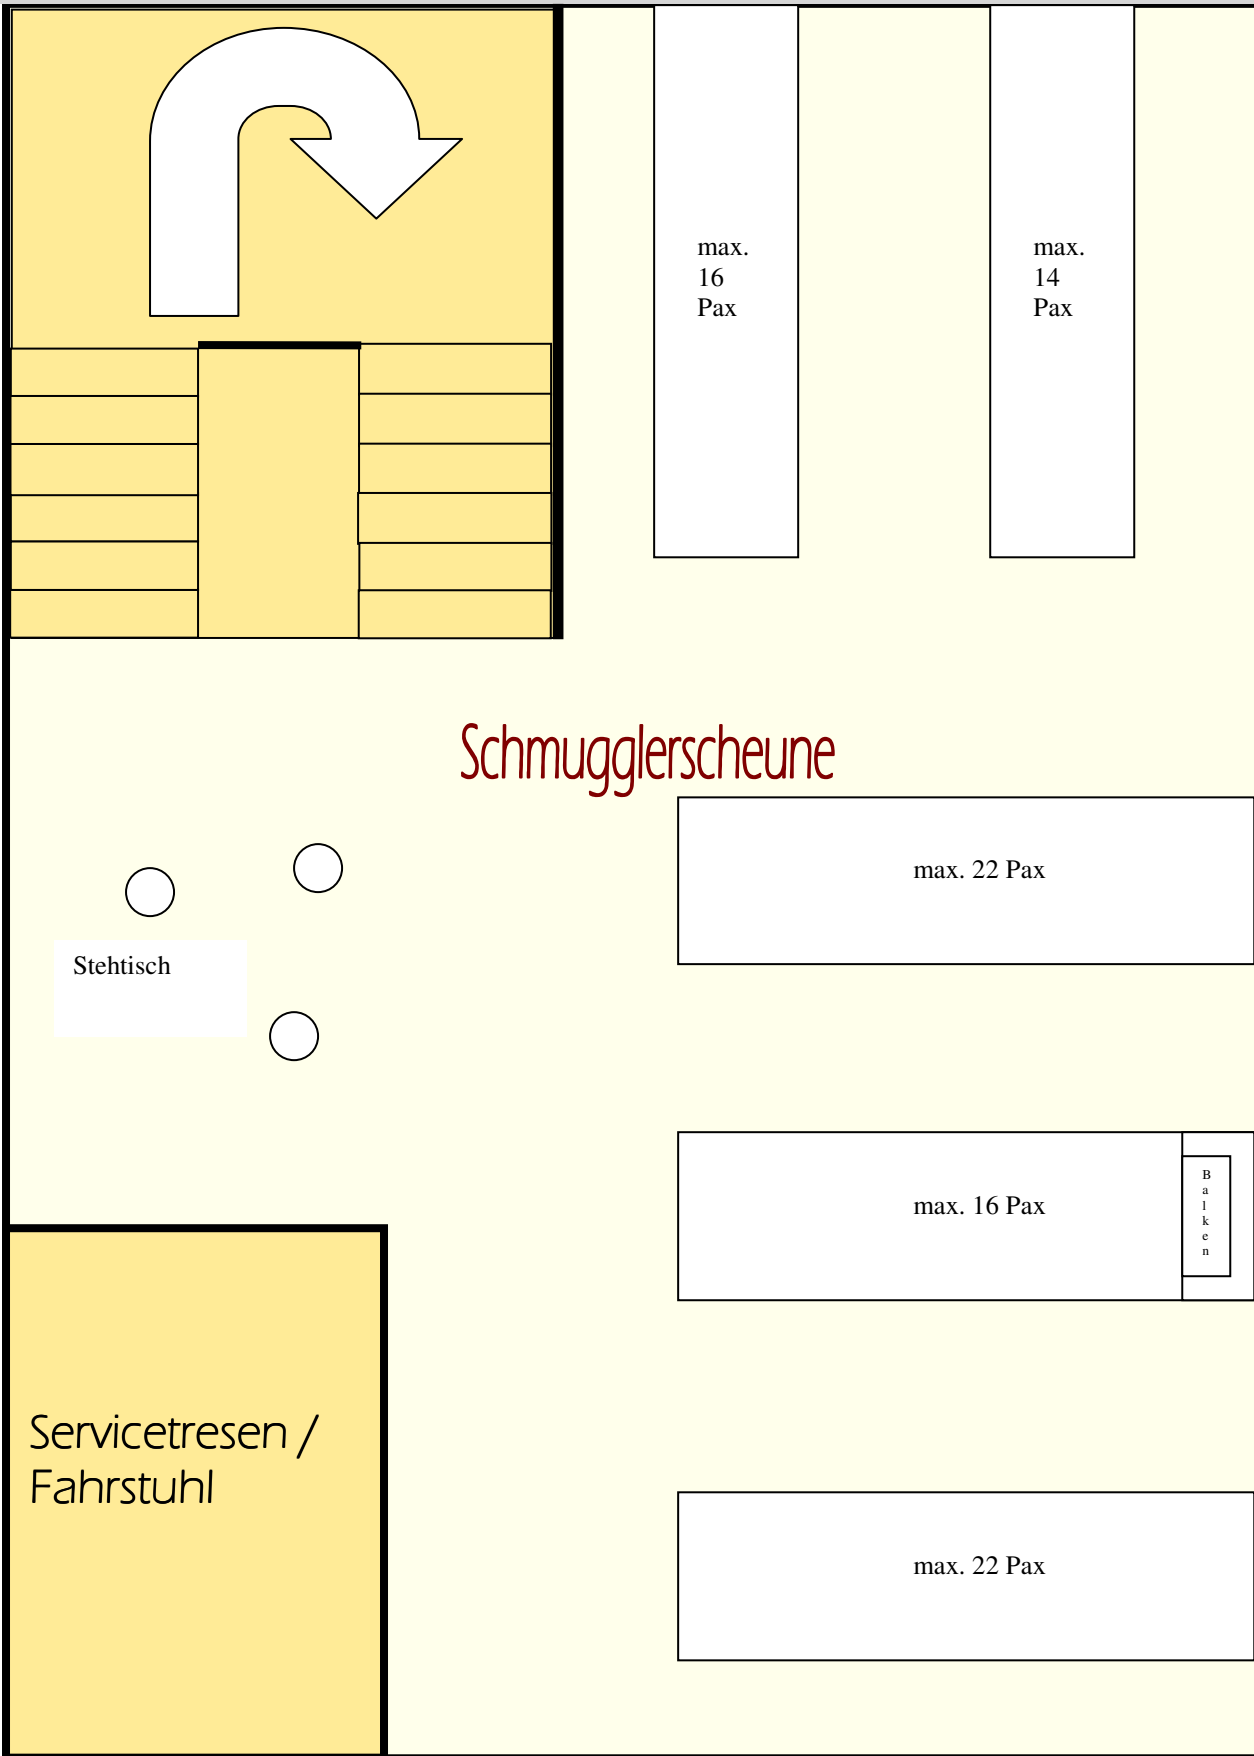 max.
16
Pax
max.
14
Pax
Schmugglerscheune
max. 22 Pax
Stehtisch
max. 16 Pax
B
a
l
k
e
n
Servicetresen /
Fahrstuhl
max. 22 Pax